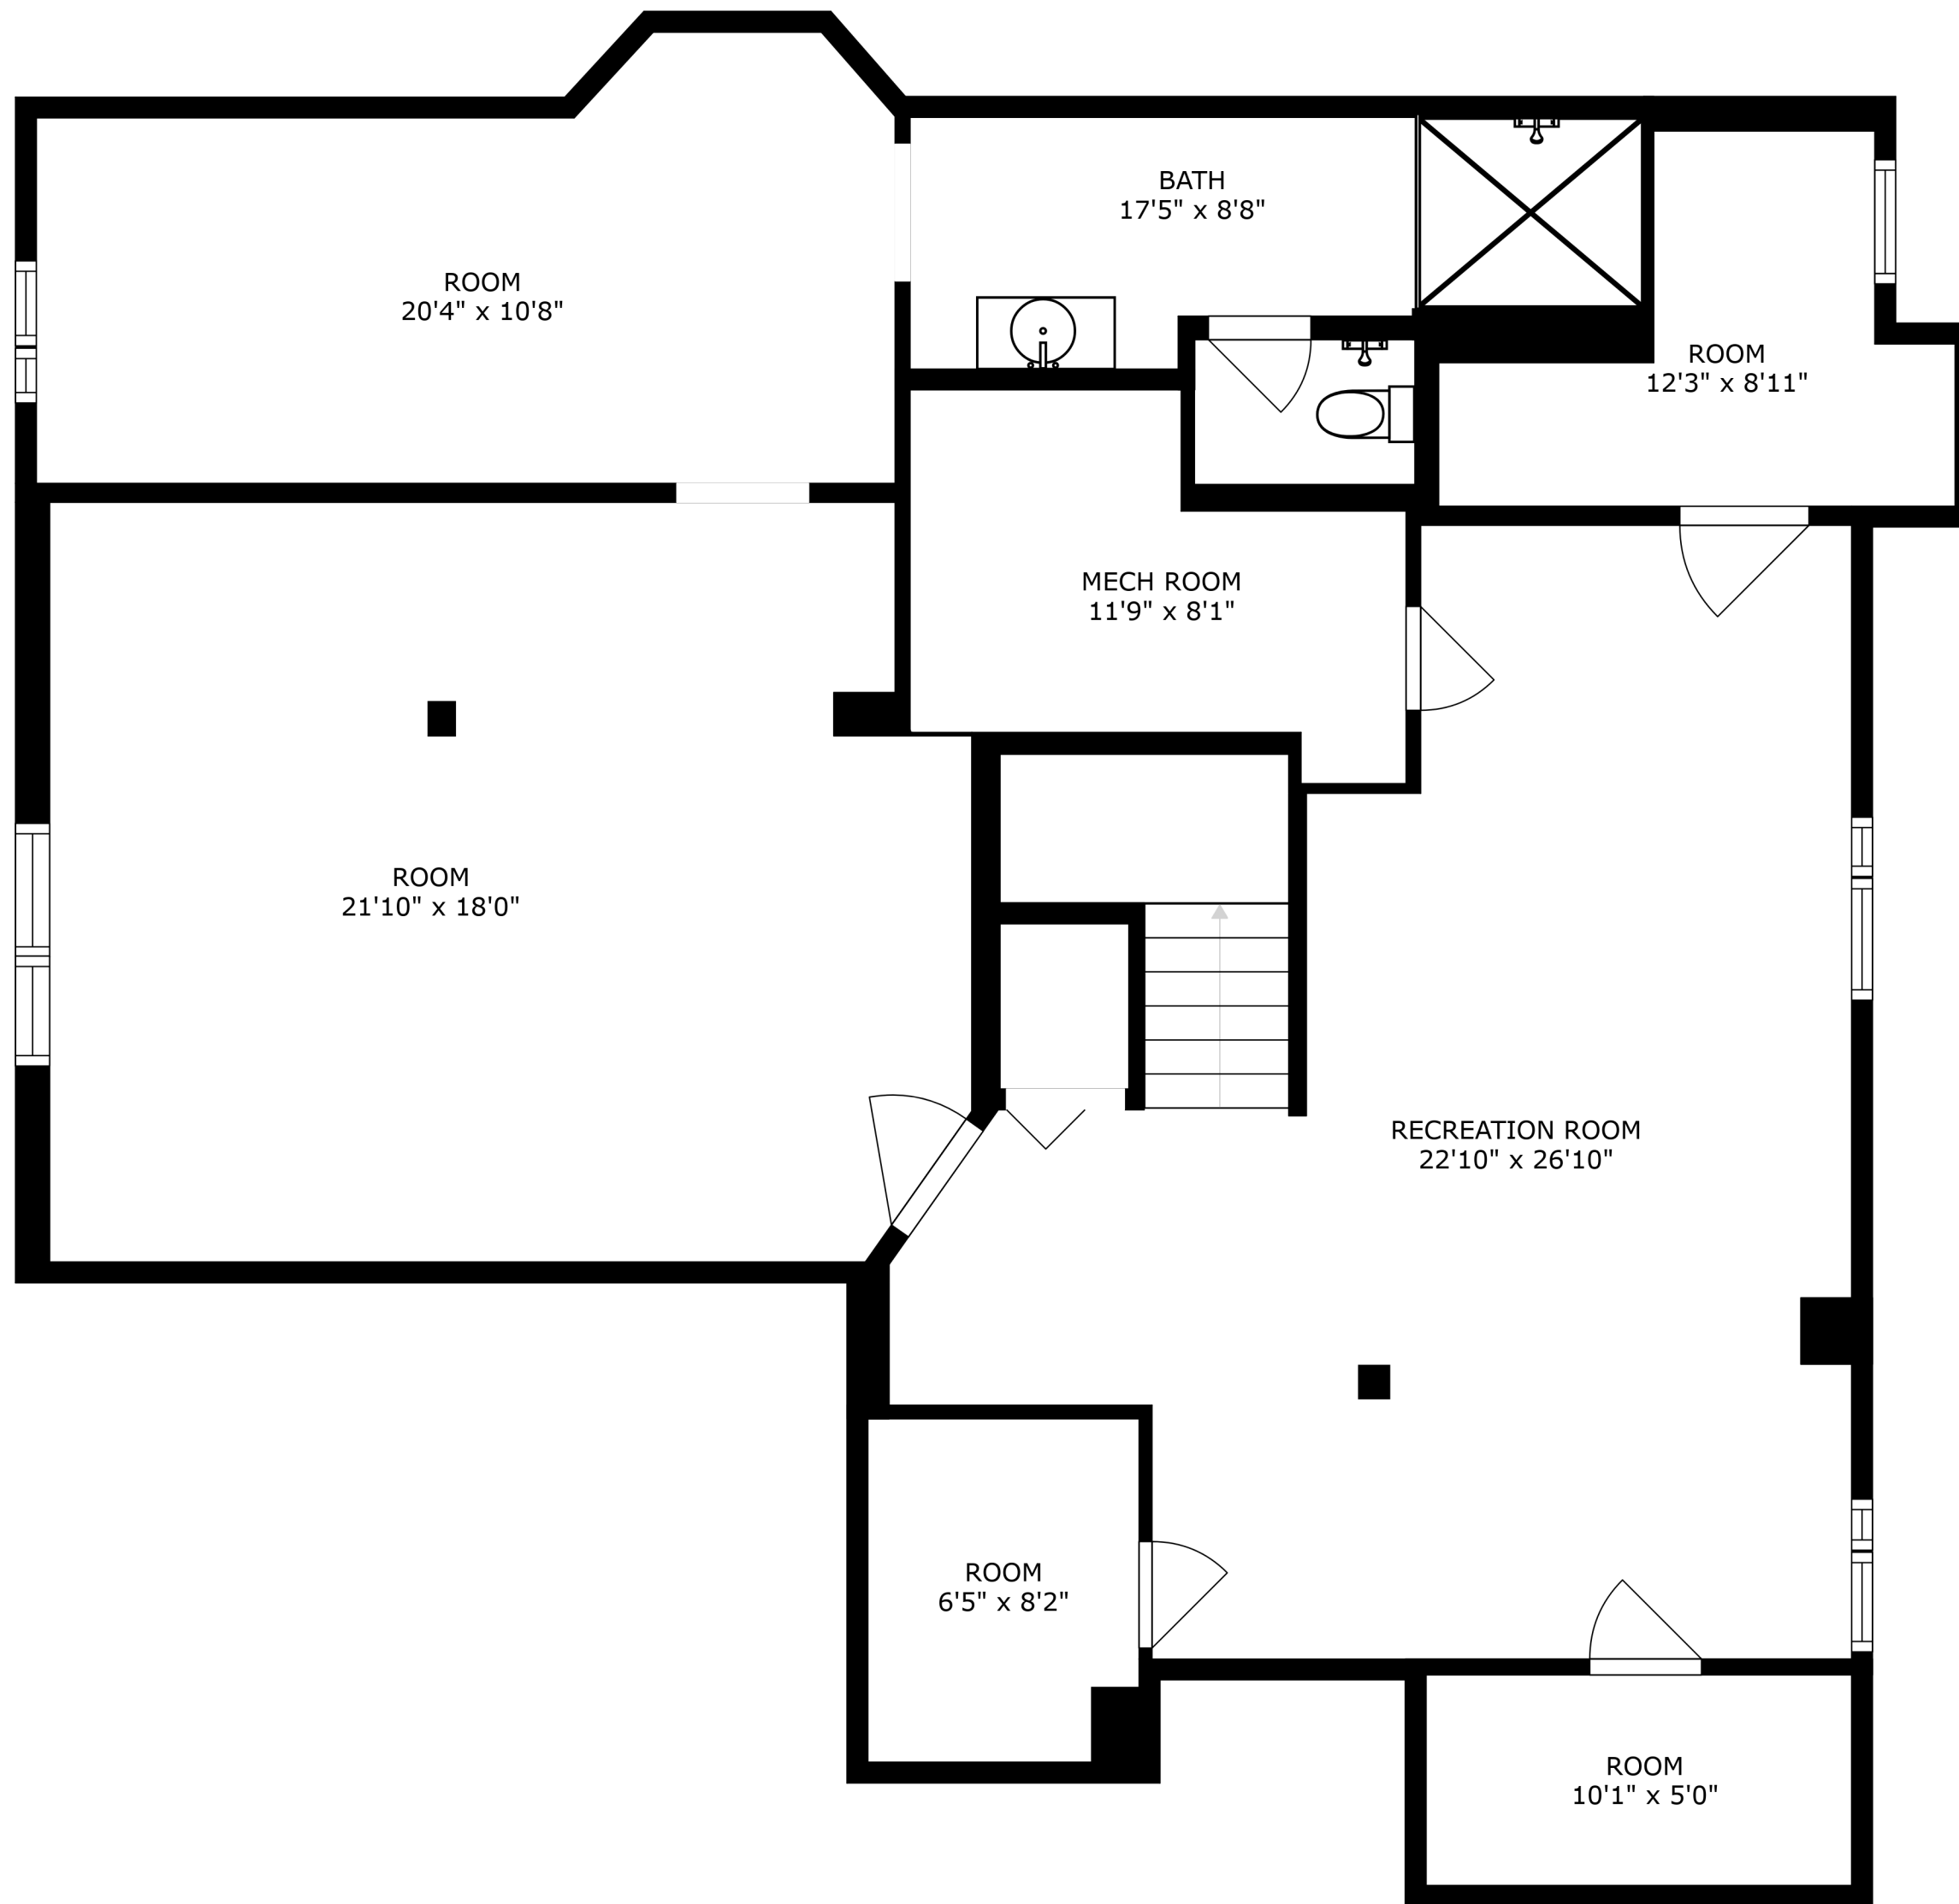 BATH
17'5" x 8'8"
ROOM
20'4" x 10'8"
ROOM
12'3" x 8'11"
MECH ROOM
11'9" x 8'1"
ROOM
21'10" x 18'0"
RECREATION ROOM
22'10" x 26'10"
ROOM
6'5" x 8'2"
ROOM
10'1" x 5'0"